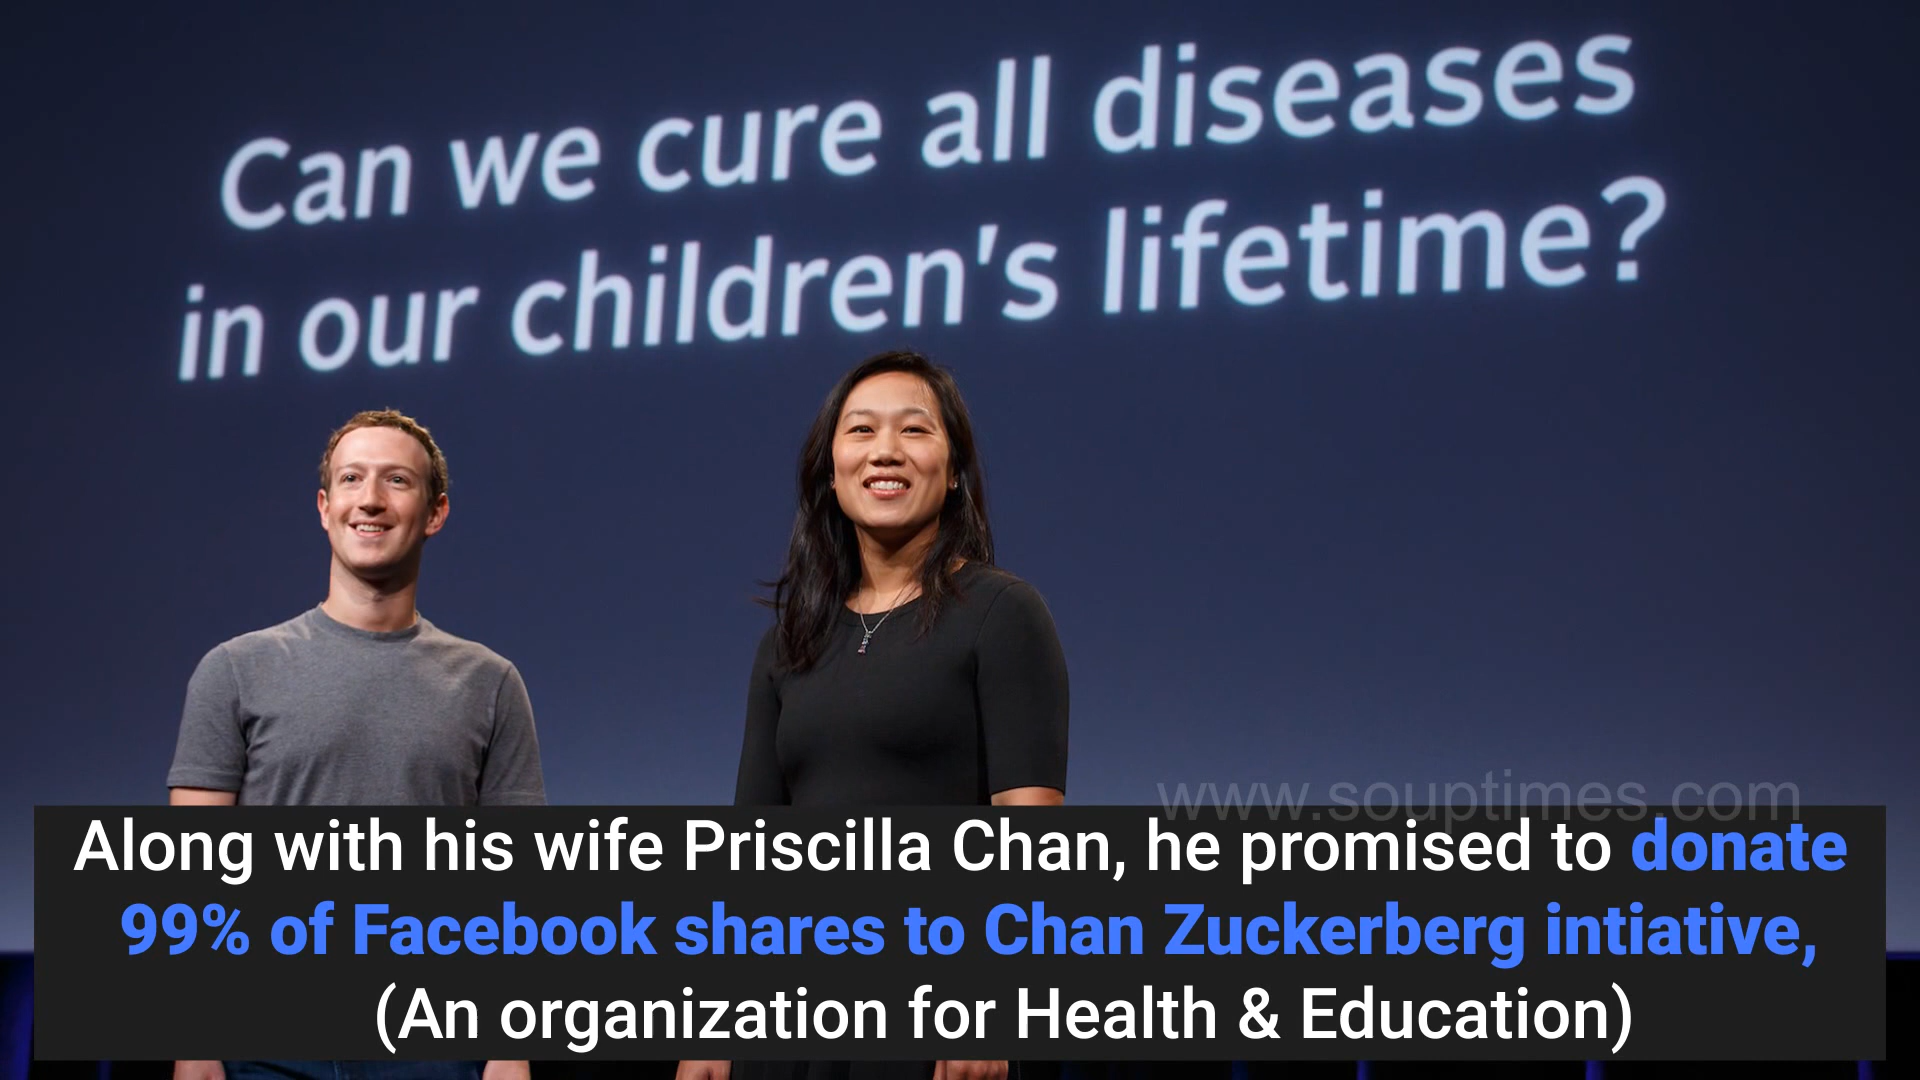 Can we cure all diseases
in our children's lifetime?
www.souptimes.com
Along with his wife Priscilla Chan, he promised to donate
99% of Facebook shares to Chan Zuckerberg intiative,
(An organization for Health & Education)